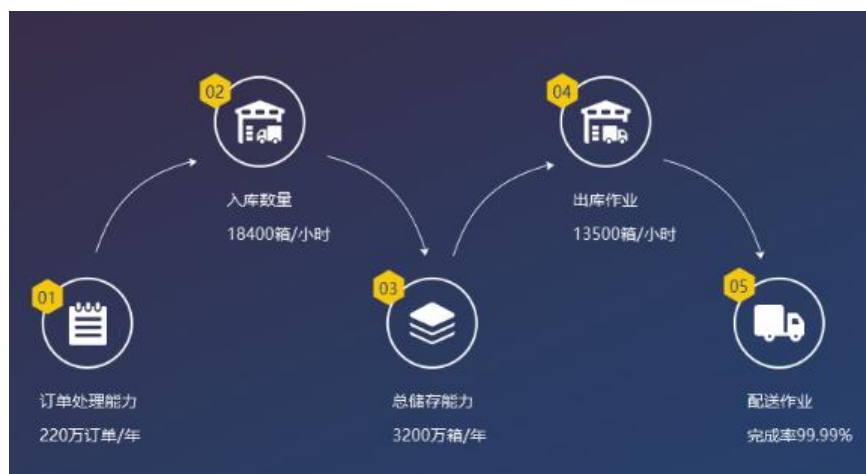 01
订单处理能力
220万订单/年
02
入库数量
18400箱/小时
03
总储存能力
3200万箱/年
04
出库作业
13500箱/小时
05
配送作业
完成率99.99%